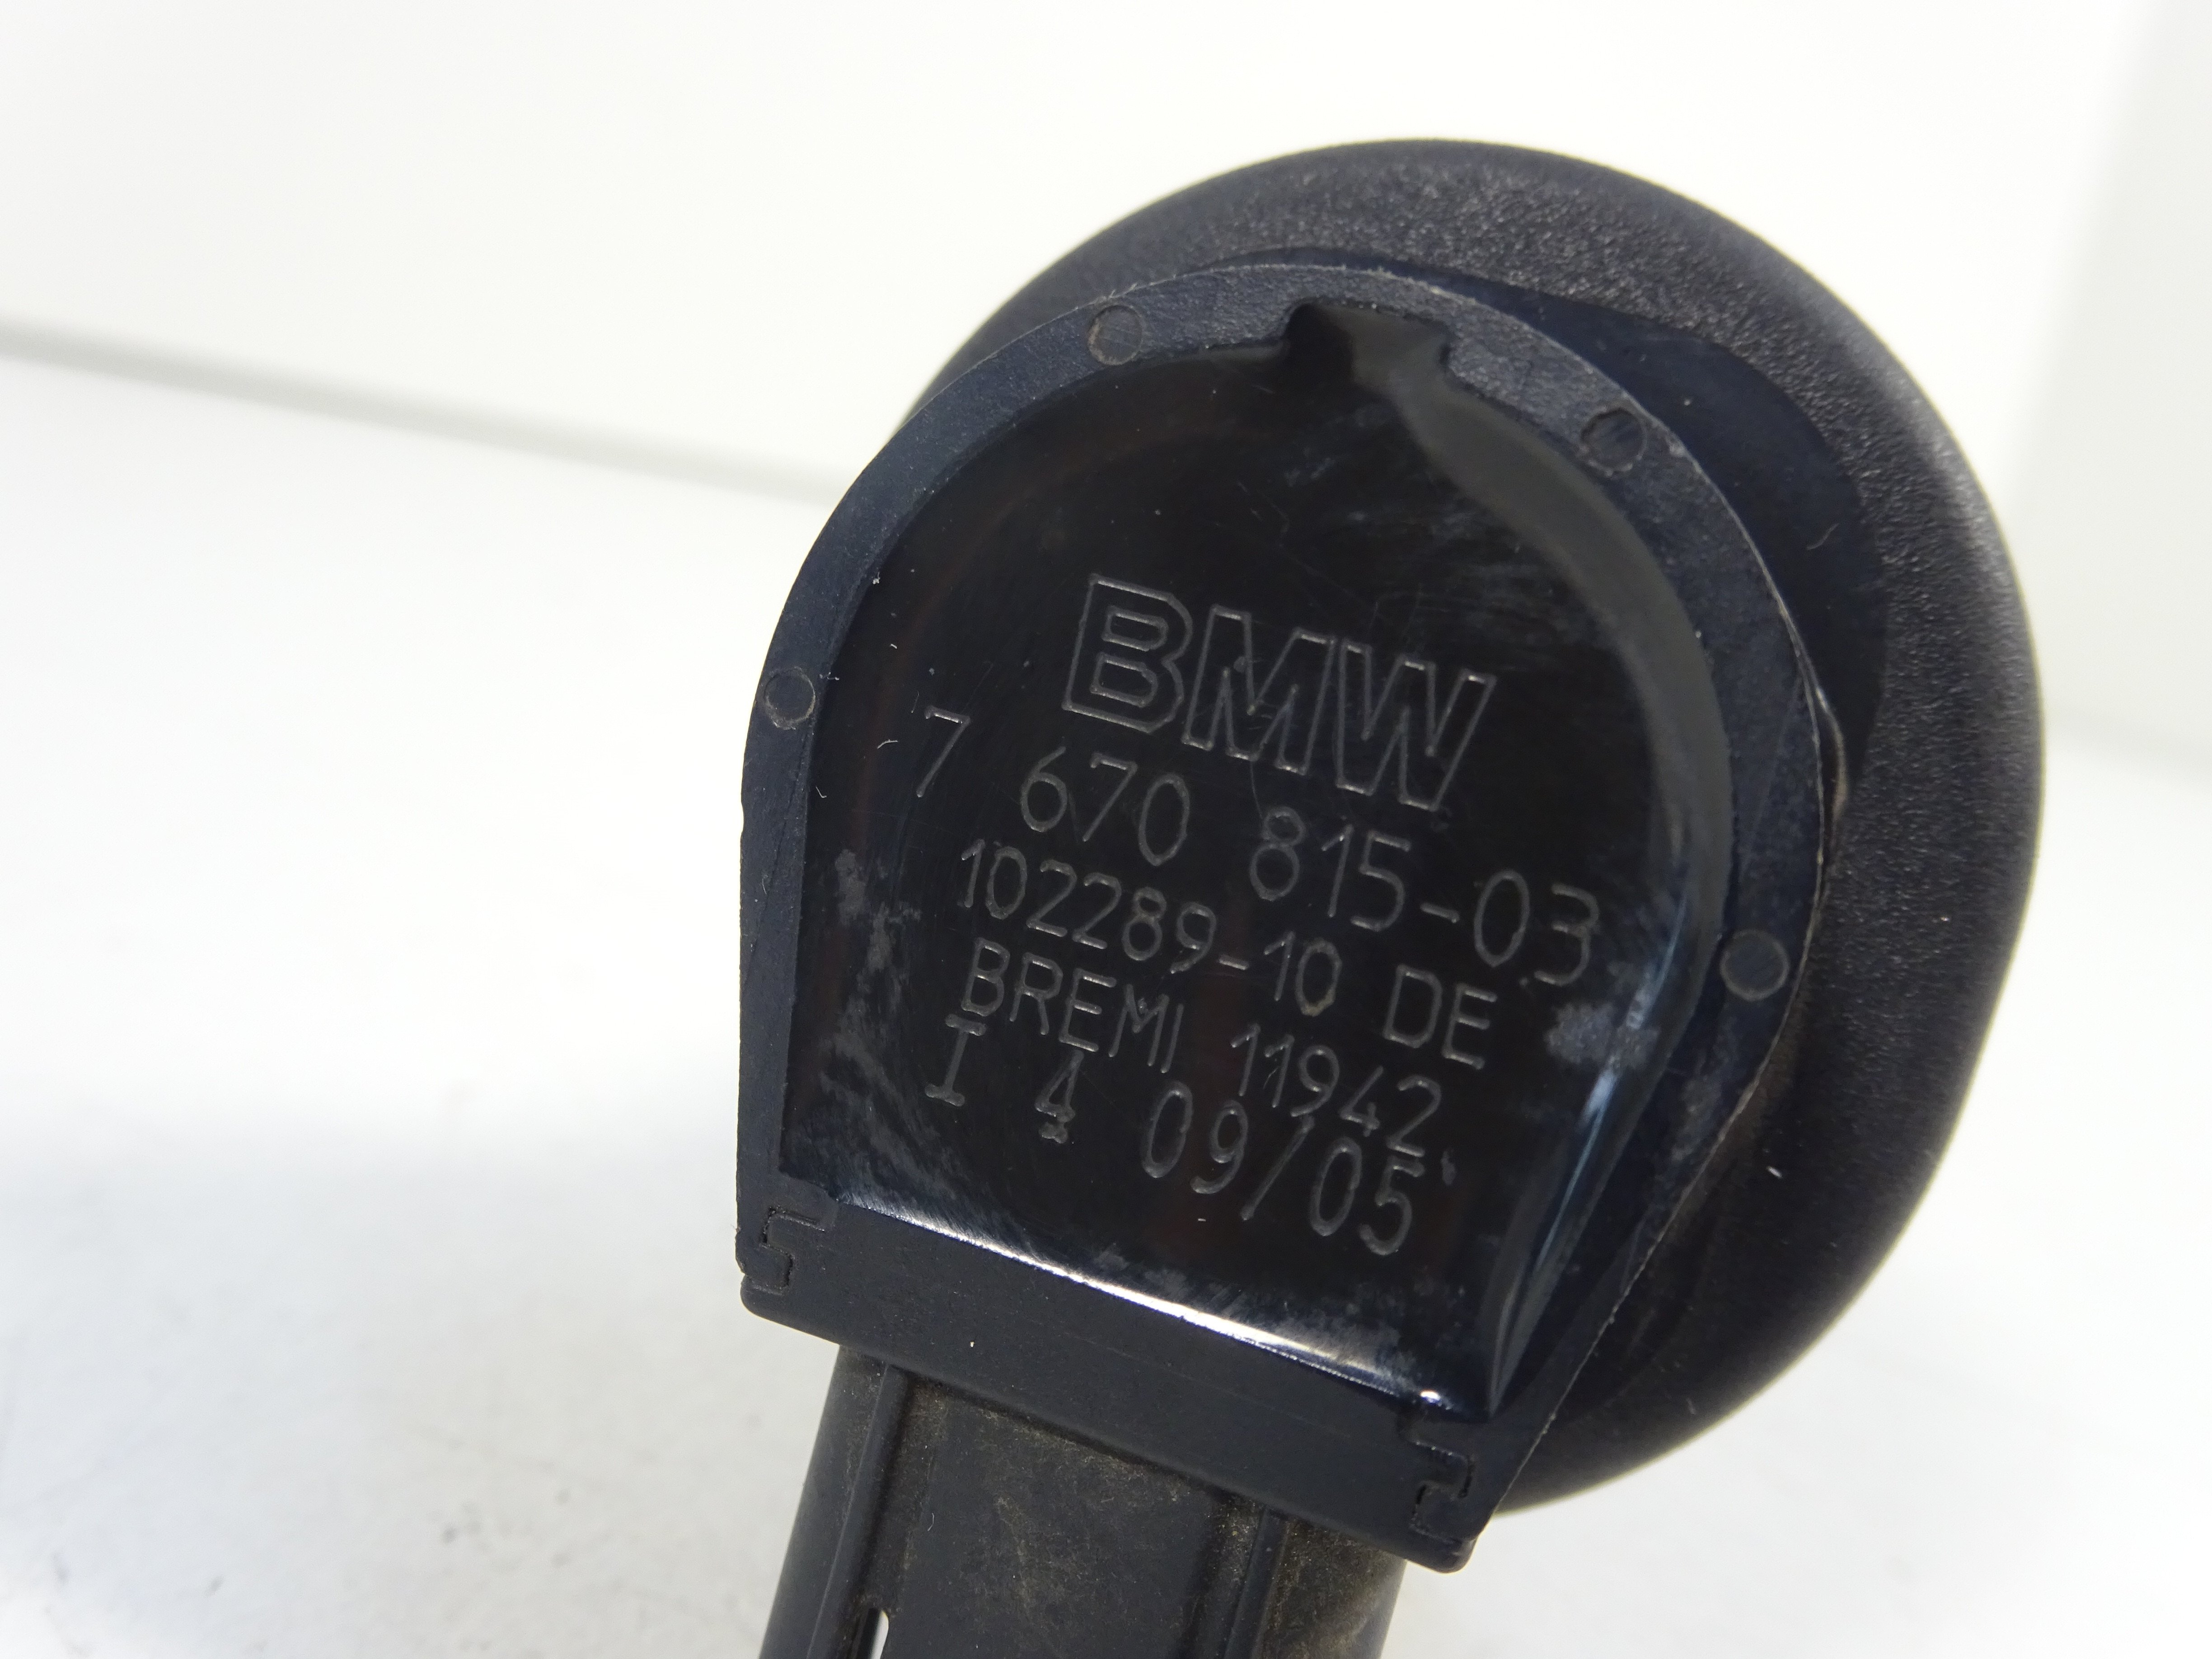 BMW
7 670 815-03
102289-10 DE
BREMI 11942
I 4 09/05